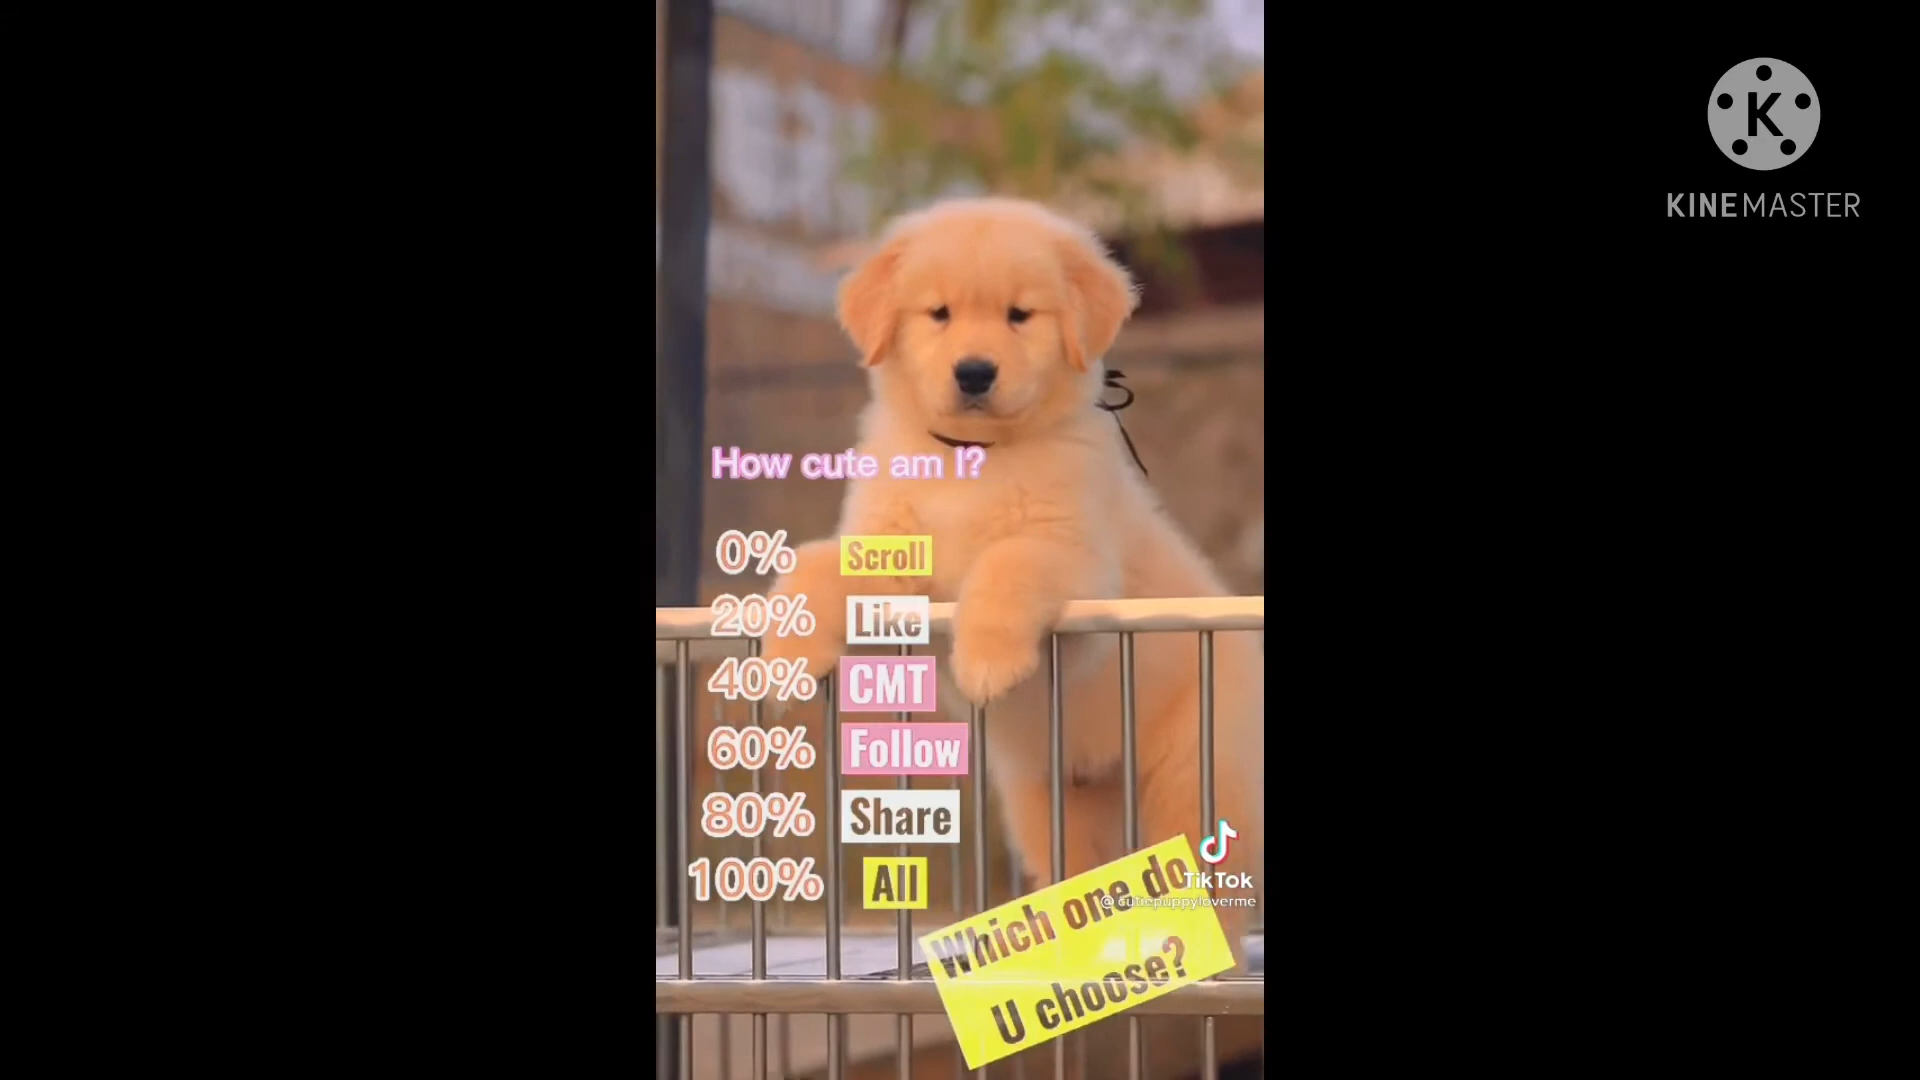 K
KINEMASTER
How cute am I?
0% Scroll
20% Like
40% CMT
60% Follow
80% Share
100% All
Which one do
U choose?
TikTok
@cutiepuppyloverme